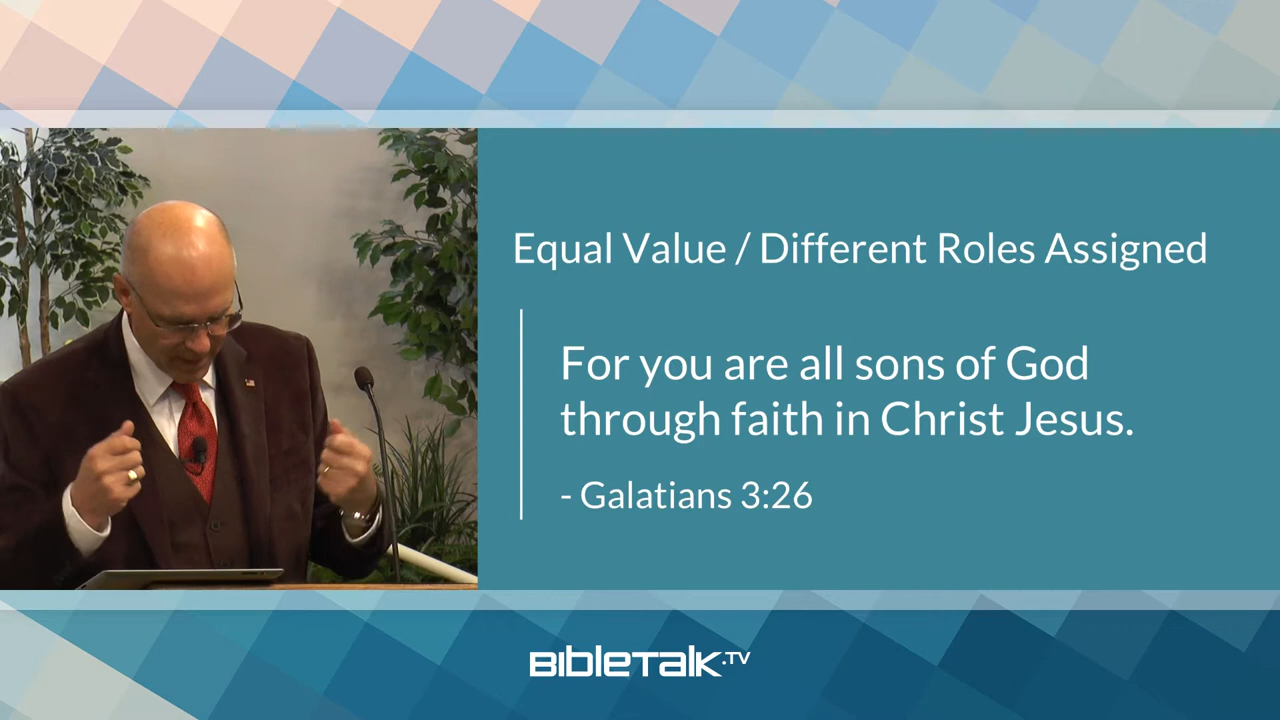 Equal Value / Different Roles Assigned
For you are all sons of God
through faith in Christ Jesus.
- Galatians 3:26
BIBLETALK.TV